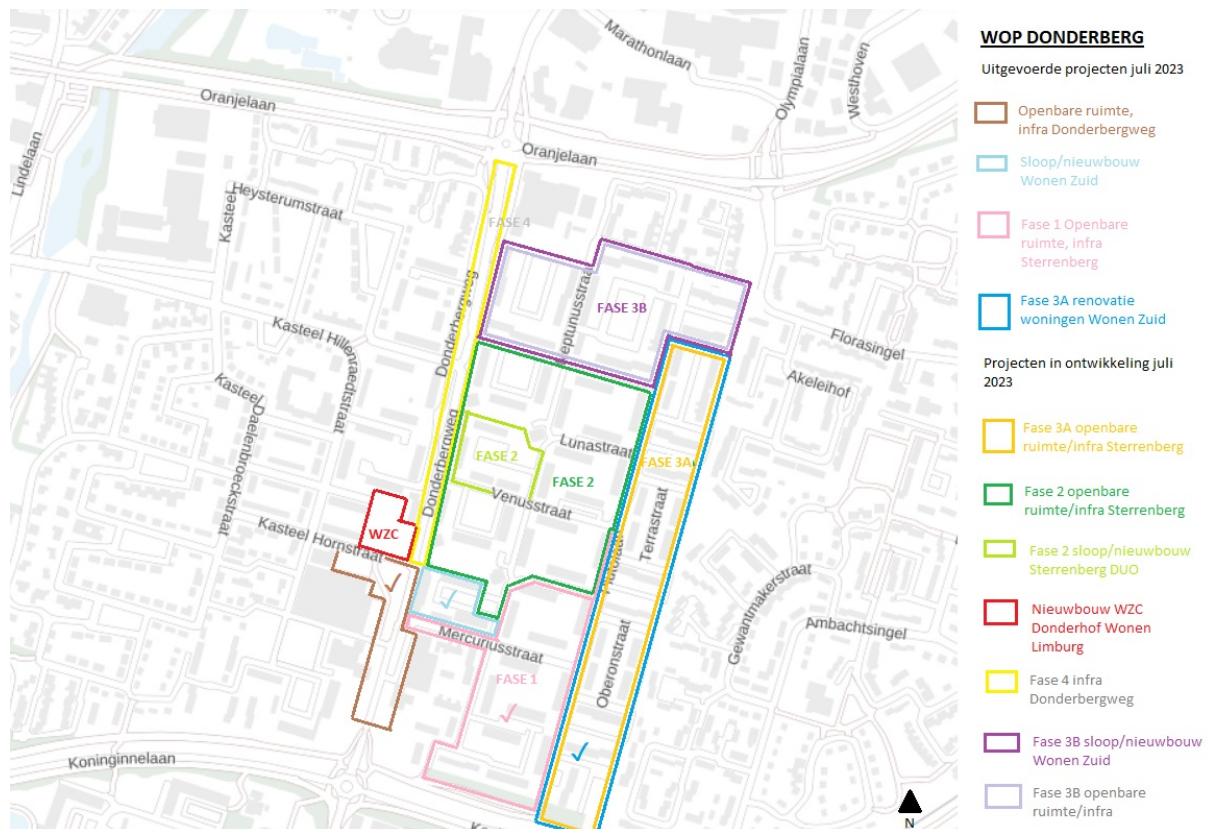 WOP DONDERBERG
Uitgevoerde projecten juli 2023
Openbare ruimte,
infra Donderbergweg
Sloop/nieuwbouw
Wonen Zuid
Fase 1 Openbare
ruimte, infra
Sterrenberg
Fase 3A renovatie
woningen Wonen Zuid
Projecten in ontwikkeling juli
2023
Fase 3A openbare
ruimte/infra Sterrenberg
Fase 2 openbare
ruimte/infra Sterrenberg
Fase 2 sloop/nieuwbouw
Sterrenberg DUO
Nieuwbouw WZC
Donderhof Wonen
Limburg
Fase 4 infra
Donderbergweg
Fase 3B sloop/nieuwbouw
Wonen Zuid
Fase 3B openbare
ruimte/infra
Marathonlaan
Olympialaan
Westhoven
Oranjelaan
Lindelaan
Oranjelaan
Kasteel
Heysterumstraat
FASE 4
Donderbergweg
FASE 3B
Kasteel Hillenraedtstraat
Florasingel
Akeleihof
Kasteel
Daelenbroeckstraat
Donderbergweg
Lunastraat
FASE 2
FASE 2
FASE 3A
Venusstraat
Terrastraat
WZC
Kasteel Hornstraat
Gewantmakerstraat
Ambachtsingel
Mercuriusstraat
Oberonstraat
FASE 1
Koninginnelaan
N